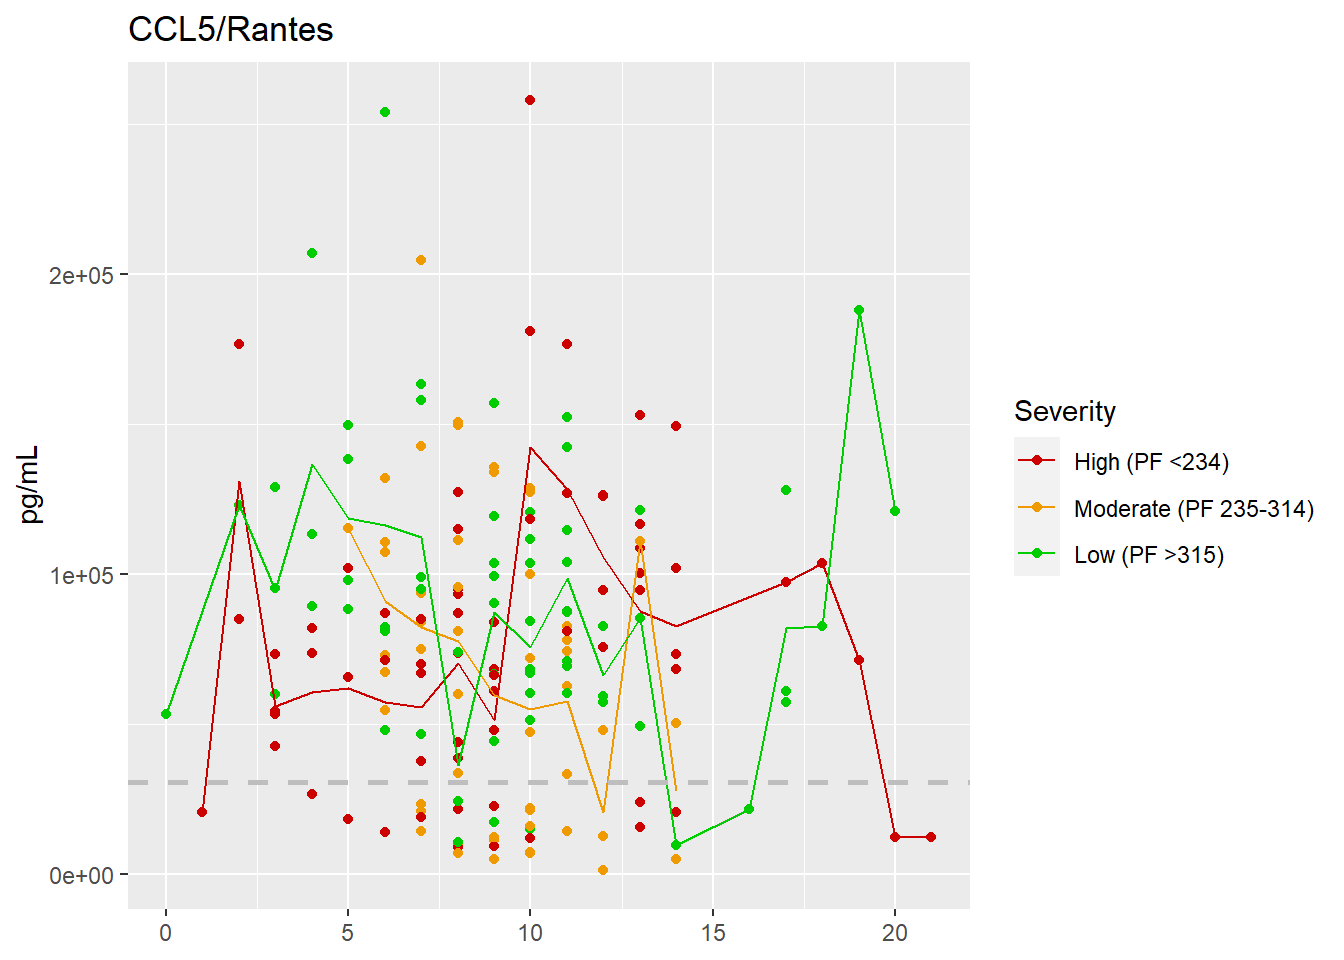 CCL5/Rantes
pg/mL
2e+05
1e+05
0e+00
0 5 10 15 20
Severity
High (PF <234)
Moderate (PF 235-314)
Low (PF >315)